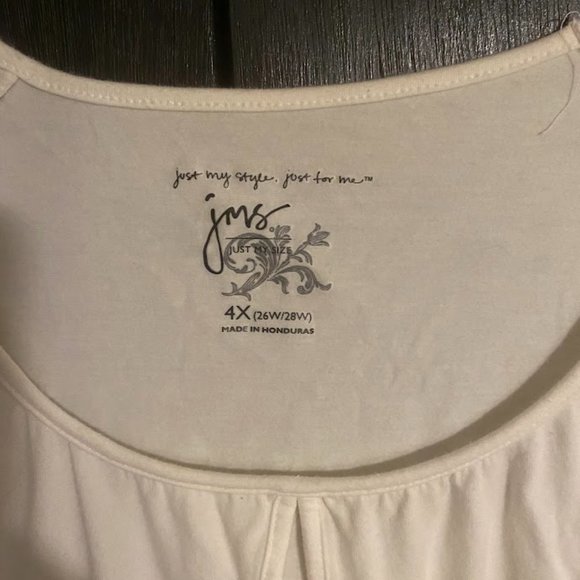 just my style. just for me™
jms.
JUST MY SIZE
4X (26W/28W)
MADE IN HONDURAS